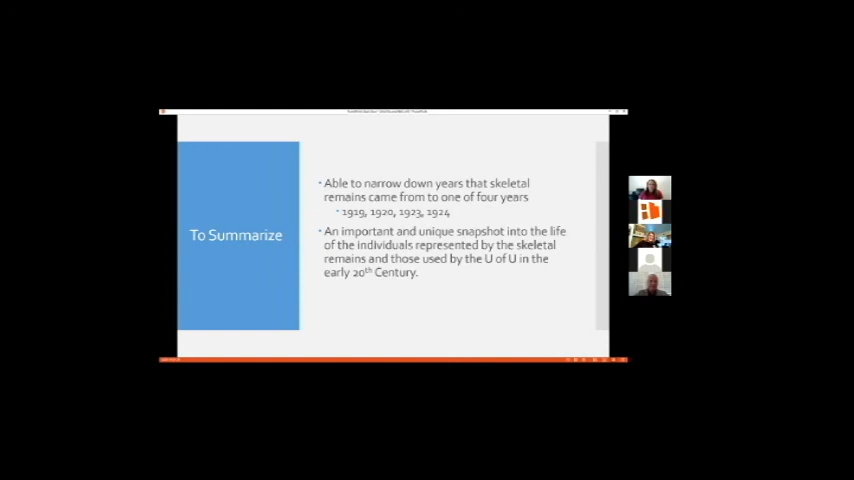 To Summarize
Able to narrow down years that skeletal
remains came from to one of four years
1919, 1920, 1923, 1924
An important and unique snapshot into the life
of the individuals represented by the skeletal
remains and those used by the U of U in the
early 20th Century.